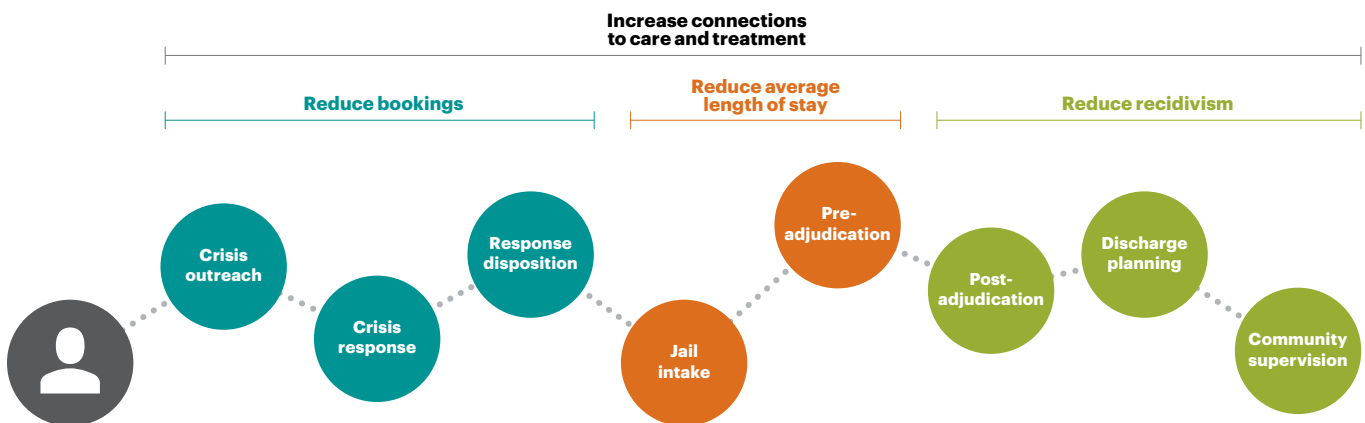 Increase connections
to care and treatment
Reduce bookings
Reduce average
length of stay
Reduce recidivism
Crisis
outreach
Crisis
response
Response
disposition
Jail
intake
Pre-
adjudication
Post-
adjudication
Discharge
planning
Community
supervision